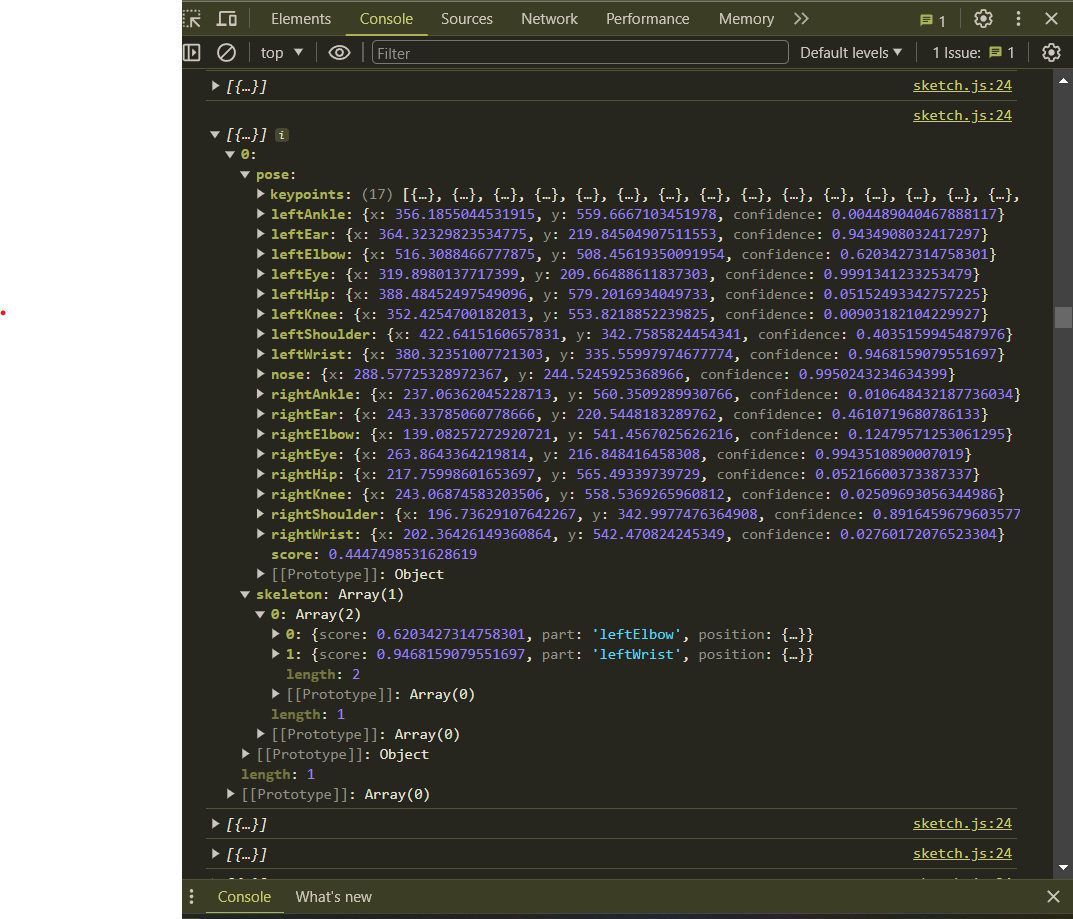 Elements Console Sources Network Performance Memory 1
top Filter Default levels 1 Issue: 1
[{…}] sketch.js:24
sketch.js:24
[{…}] i
0:
pose:
keypoints: (17) [{…}, {…}, {…}, {…}, {…}, {…}, {…}, {…}, {…}, {…}, {…}, {…}, {…}, {…}, {…},
leftAnkle: {x: 356.1855044531915, y: 559.6667103451978, confidence: 0.004489040467888117}
leftEar: {x: 364.32329823534775, y: 219.84504907511553, confidence: 0.9434908032417297}
leftElbow: {x: 516.3088466777875, y: 508.45619350091954, confidence: 0.6203427314758301}
leftEye: {x: 319.8980137717399, y: 209.66488611837303, confidence: 0.9991341233253479}
leftHip: {x: 388.48452497549096, y: 579.2016934049733, confidence: 0.05152493342757225}
leftKnee: {x: 352.4254700182013, y: 553.8218852239825, confidence: 0.00903182104229927}
leftShoulder: {x: 422.6415160657831, y: 342.7585824454341, confidence: 0.4035159945487976}
leftWrist: {x: 380.32351007721303, y: 335.55997974677774, confidence: 0.9468159079551697}
nose: {x: 288.57725328972367, y: 244.5245925368966, confidence: 0.9950243234634399}
rightAnkle: {x: 237.06362045228713, y: 560.3509289930766, confidence: 0.010648432187736034}
rightEar: {x: 243.33785060778666, y: 220.5448183289762, confidence: 0.4610719680786133}
rightElbow: {x: 139.08257272920721, y: 541.4567025626216, confidence: 0.12479571253061295}
rightEye: {x: 263.8643364219814, y: 216.848416458308, confidence: 0.9943510890007019}
rightHip: {x: 217.75998601653697, y: 565.49339739729, confidence: 0.05216600373387337}
rightKnee: {x: 243.06874583203506, y: 558.5369265960812, confidence: 0.02509693056344986}
rightShoulder: {x: 196.73629107642267, y: 342.9977476364908, confidence: 0.8916459679603577
rightWrist: {x: 202.36426149360864, y: 542.470824245349, confidence: 0.02760172076523304}
score: 0.4447498531628619
[[Prototype]]: Object
skeleton: Array(1)
0: Array(2)
0: {score: 0.6203427314758301, part: 'leftElbow', position: {…}}
1: {score: 0.9468159079551697, part: 'leftWrist', position: {…}}
length: 2
[[Prototype]]: Array(0)
length: 1
[[Prototype]]: Array(0)
[[Prototype]]: Object
length: 1
[[Prototype]]: Array(0)
[{…}] sketch.js:24
[{…}] sketch.js:24
Console What's new